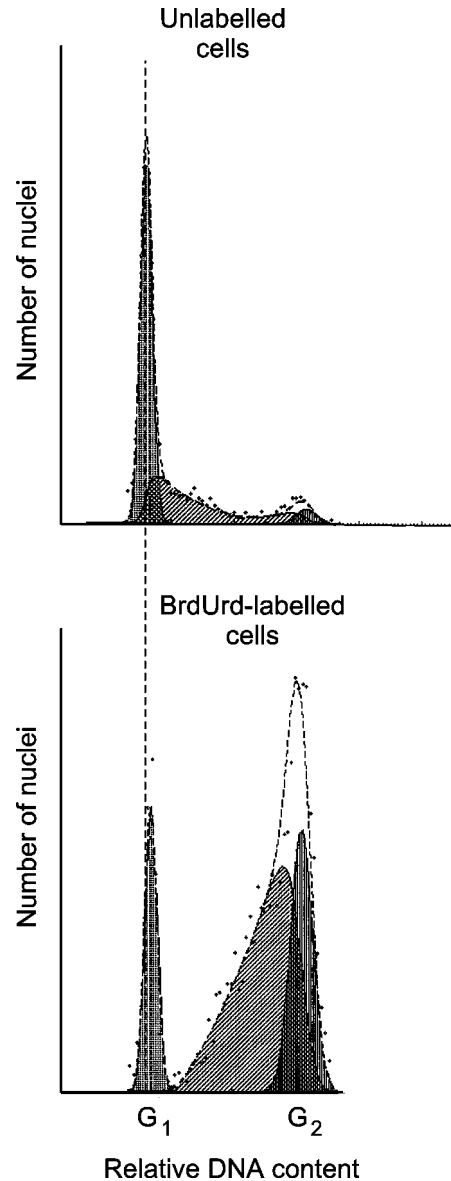 Unlabelled
cells
Number of nuclei
BrdUrd-labelled
cells
Number of nuclei
G1 G2
Relative DNA content